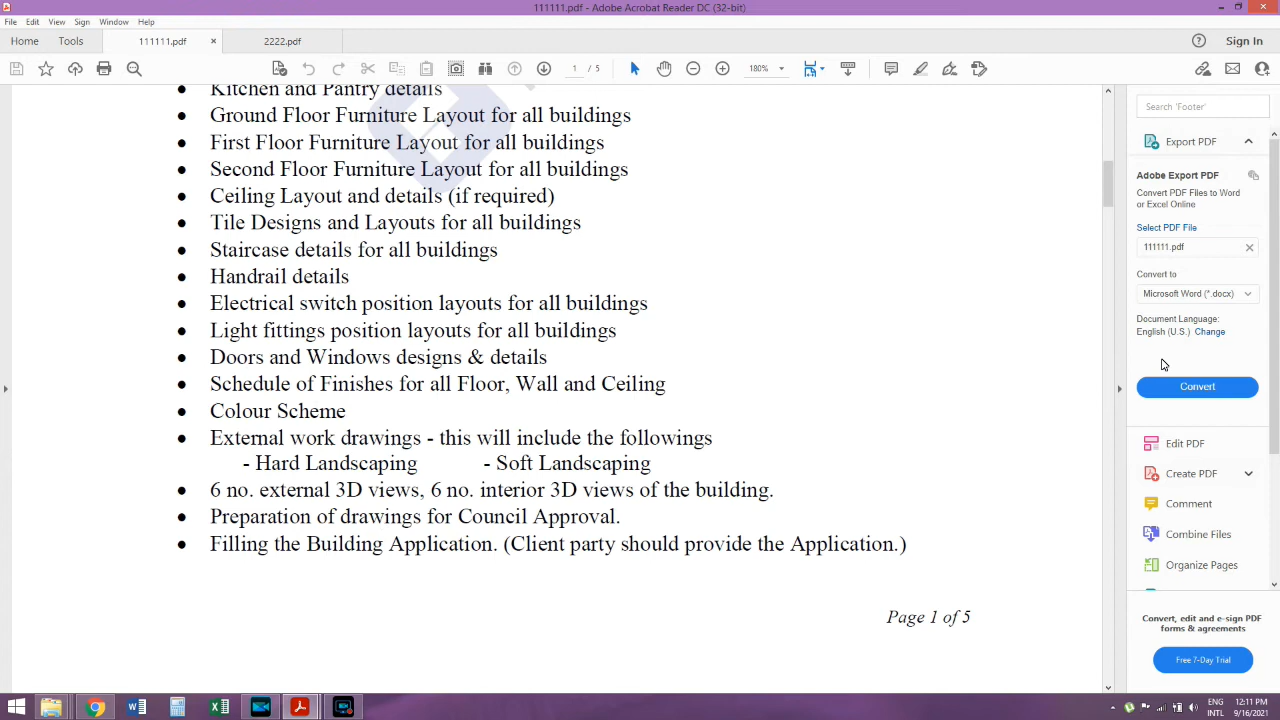 111111.pdf - Adobe Acrobat Reader DC (32-bit)
File Edit View Sign Window Help
Home Tools 111111.pdf × 2222.pdf Sign In
1 / 5 180%
Kitchen and Pantry details
• Ground Floor Furniture Layout for all buildings
• First Floor Furniture Layout for all buildings
• Second Floor Furniture Layout for all buildings
• Ceiling Layout and details (if required)
• Tile Designs and Layouts for all buildings
• Staircase details for all buildings
• Handrail details
• Electrical switch position layouts for all buildings
• Light fittings position layouts for all buildings
• Doors and Windows designs & details
• Schedule of Finishes for all Floor, Wall and Ceiling
• Colour Scheme
• External work drawings - this will include the followings
- Hard Landscaping - Soft Landscaping
• 6 no. external 3D views, 6 no. interior 3D views of the building.
• Preparation of drawings for Council Approval.
• Filling the Building Application. (Client party should provide the Application.)
Page 1 of 5
Search 'Footer'
Export PDF
Adobe Export PDF
Convert PDF Files to Word
or Excel Online
Select PDF File
111111.pdf
Convert to
Microsoft Word (*.docx)
Document Language:
English (U.S.) Change
Convert
Edit PDF
Create PDF
Comment
Combine Files
Organize Pages
Convert, edit and e-sign PDF
forms & agreements
Free 7-Day Trial
ENG 12:11 PM
INTL 9/16/2021